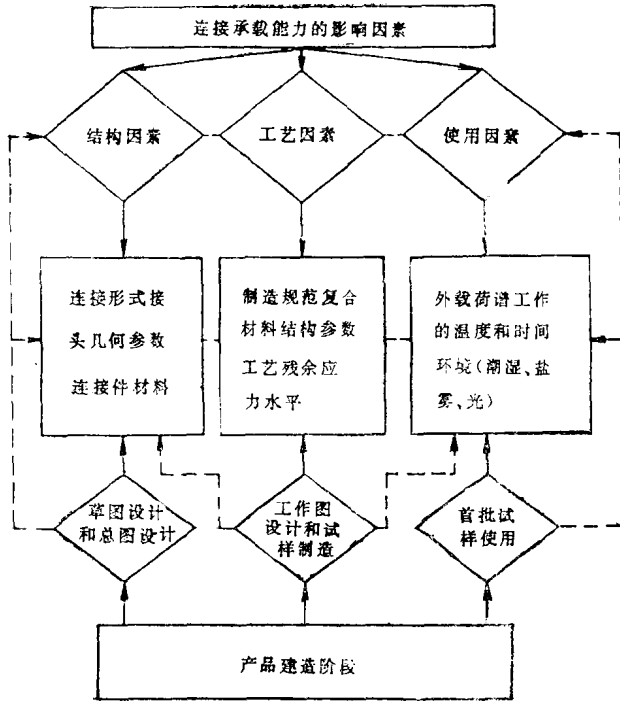 连接承载能力的影响因素
结构因素
工艺因素
使用因素
连接形式接
头几何参数
连接件材料
制造规范复合
材料结构参数
工艺残余应
力水平
外载荷谱工作
的温度和时间
环境(潮湿、盐
雾、光)
草图设计
和总图设计
工作图
设计和试
样制造
首批试
样使用
产品建造阶段